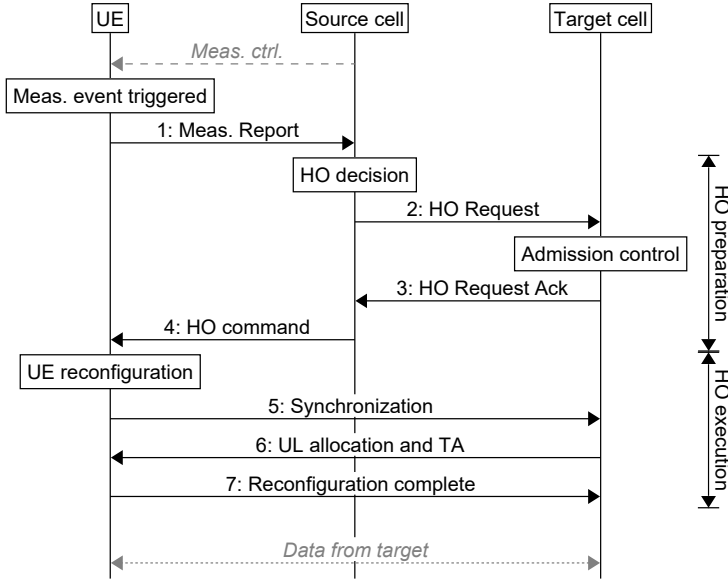 UE
Source cell
Target cell
Meas. ctrl.
Meas. event triggered
1: Meas. Report
HO decision
2: HO Request
Admission control
3: HO Request Ack
4: HO command
HO preparation
UE reconfiguration
5: Synchronization
6: UL allocation and TA
7: Reconfiguration complete
HO execution
Data from target